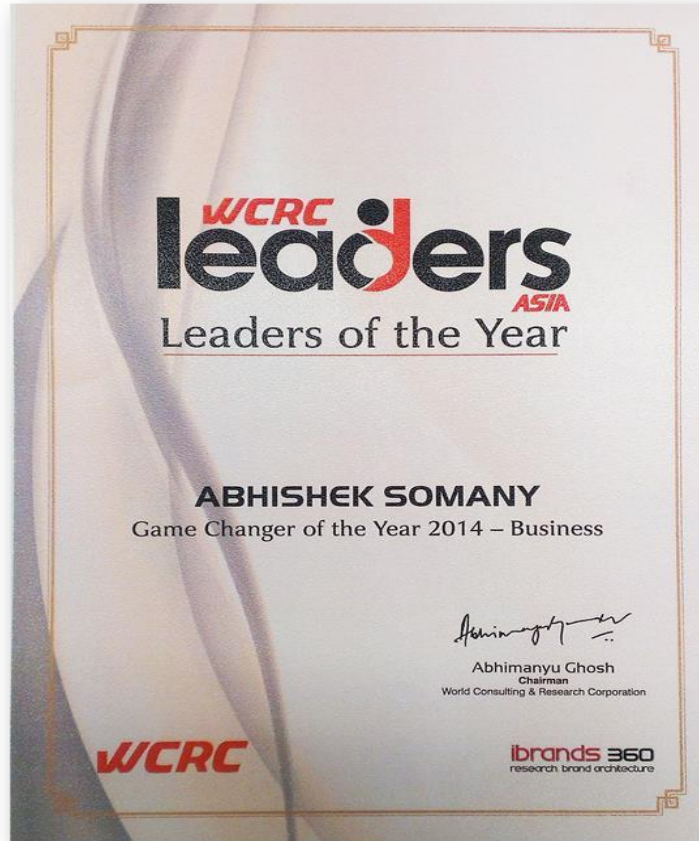 WCRC
leaders
ASIA
Leaders of the Year
ABHISHEK SOMANY
Game Changer of the Year 2014 – Business
Abhimanyu Ghosh
Chairman
World Consulting & Research Corporation
WCRC
ibrands 360
research brand architecture